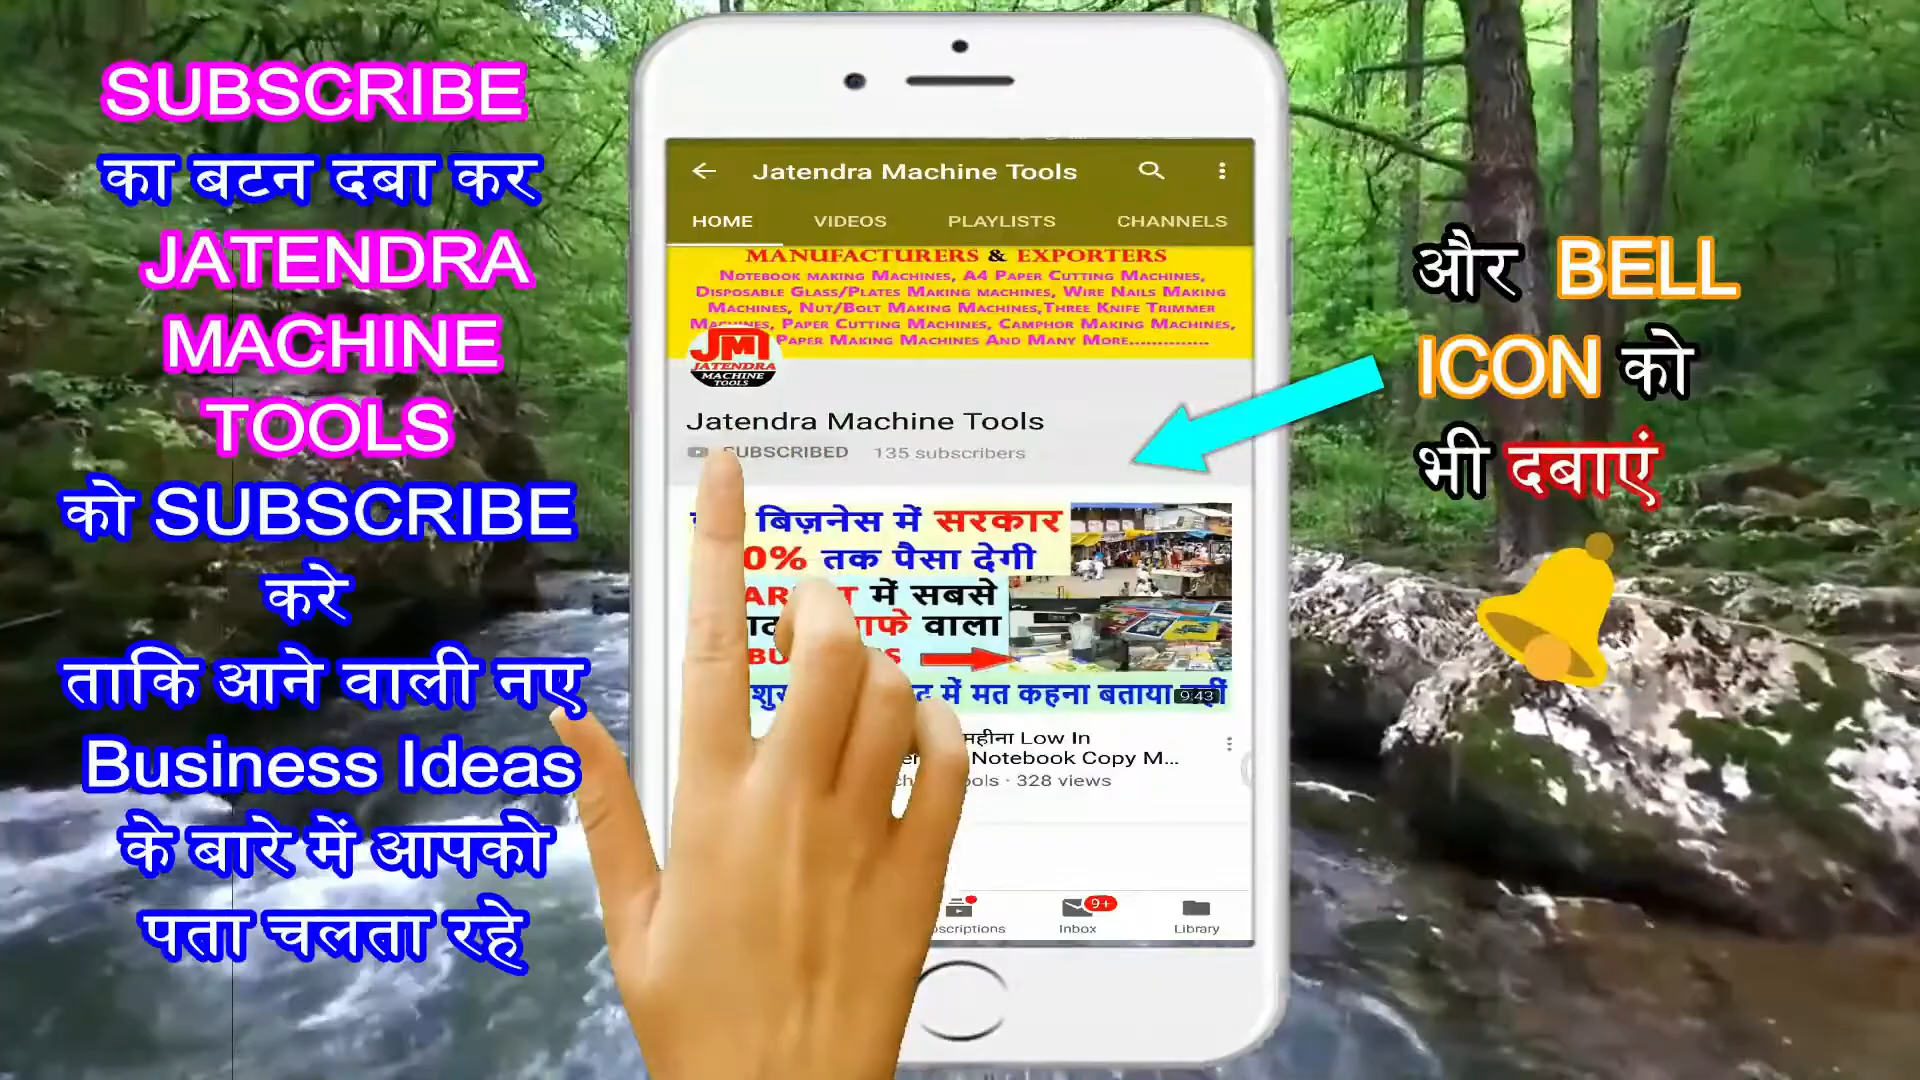 SUBSCRIBE
का बटन दबा कर
JATENDRA
MACHINE
TOOLS
को SUBSCRIBE
करे
ताकि आने वाली नए
Business Ideas
के बारे में आपको
पता चलता रहे
Jatendra Machine Tools
HOME VIDEOS PLAYLISTS CHANNELS
MANUFACTURERS & EXPORTERS
NOTEBOOK MAKING MACHINES, A4 PAPER CUTTING MACHINES,
DISPOSABLE GLASS/PLATES MAKING MACHINES, WIRE NAILS MAKING
MACHINES, NUT/BOLT MAKING MACHINES,THREE KNIFE TRIMMER
MACHINES, PAPER CUTTING MACHINES, CAMPHOR MAKING MACHINES,
PAPER MAKING MACHINES AND MANY MORE..............
JMT
JATENDRA
MACHINE
TOOLS
Jatendra Machine Tools
SUBSCRIBED 135 subscribers
बिज़नेस में सरकार
0% तक पैसा देगी
में सबसे
वाला
में मत कहना बताया नहीं
9:43
महीना Low In
Notebook Copy M...
328 views
Inbox 9+
Library
और BELL
ICON को
भी दबाएं